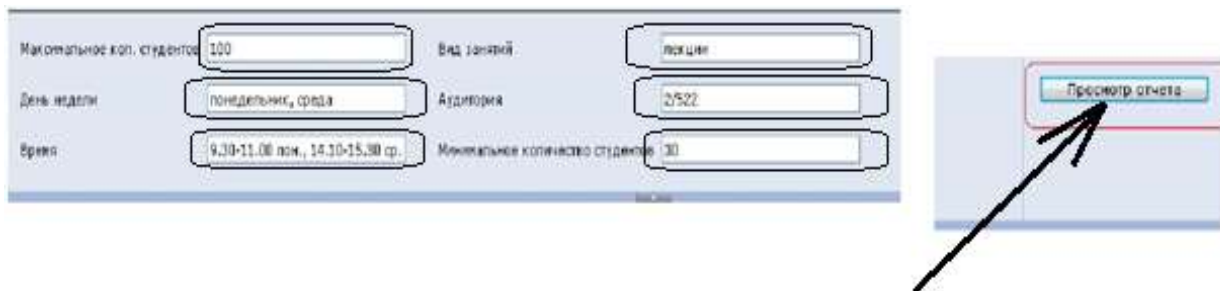 Максимальное кол. студентов 100 Вид занятий лекции
Просмотр отчета
День недели понедельник, среда Аудитория 2/522
Время 9.30-11.00 пон., 14.10-15.30 ср. Минимальное количество студентов 30